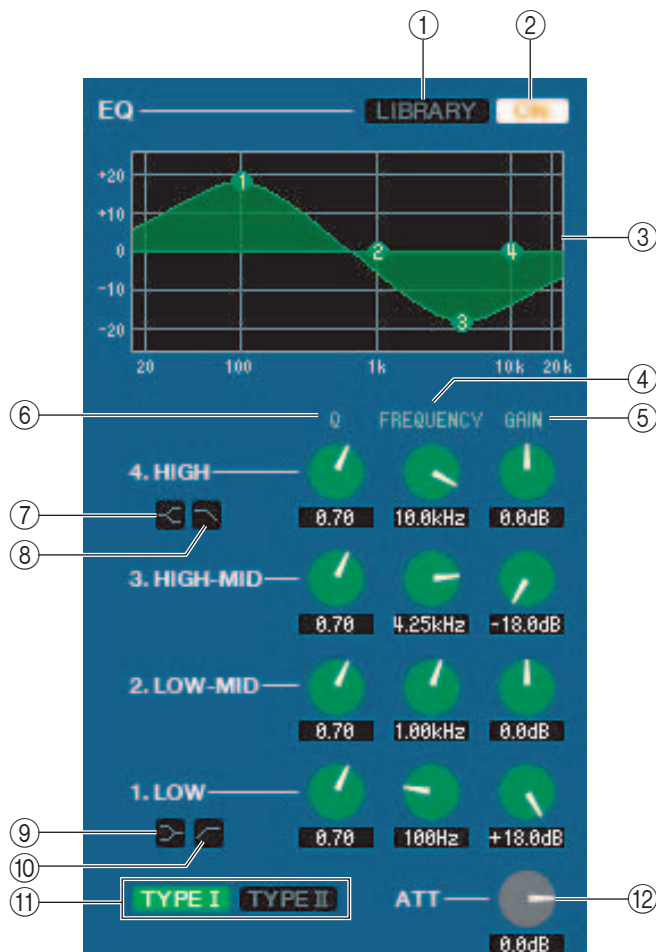 ① ②
EQ LIBRARY ON
+20
+10
0
-10
-20
1 2 3 4
③
20 100 1k 10k 20k
④
⑥ Q FREQUENCY GAIN ⑤
4. HIGH
⑦
⑧
0.70 10.0kHz 0.0dB
3. HIGH-MID
0.70 4.25kHz -18.0dB
2. LOW-MID
0.70 1.00kHz 0.0dB
1. LOW
⑨
⑩
0.70 100Hz +18.0dB
⑪ TYPE I TYPE II ATT ⑫
0.0dB